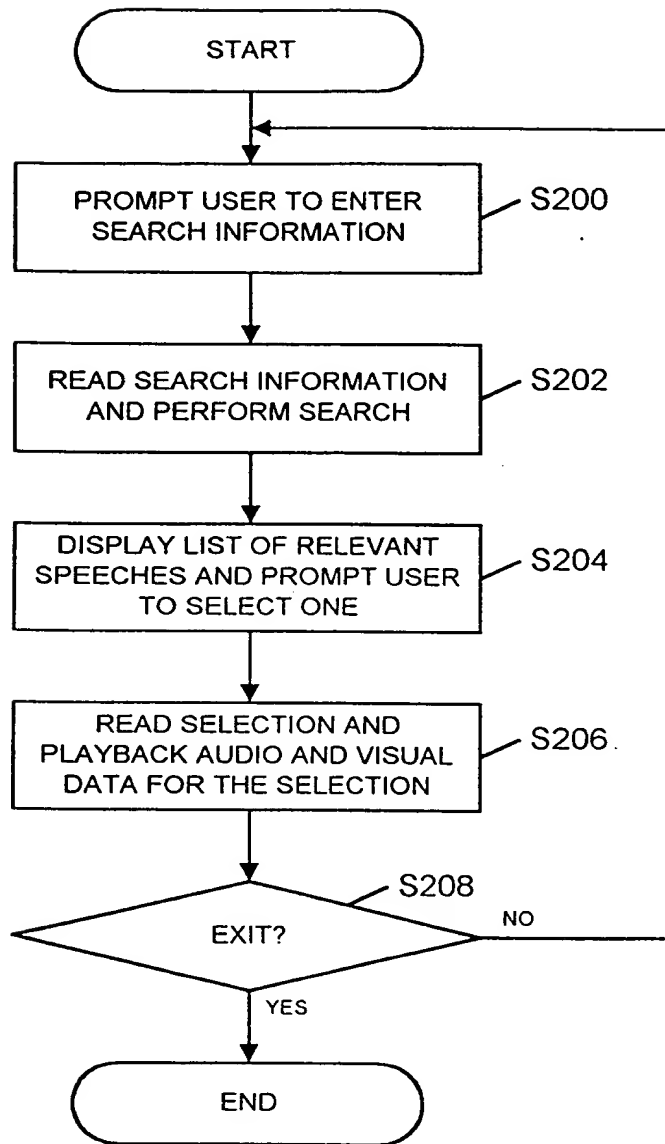 START
PROMPT USER TO ENTER
SEARCH INFORMATION
S200
READ SEARCH INFORMATION
AND PERFORM SEARCH
S202
DISPLAY LIST OF RELEVANT
SPEECHES AND PROMPT USER
TO SELECT ONE
S204
READ SELECTION AND
PLAYBACK AUDIO AND VISUAL
DATA FOR THE SELECTION
S206
S208
EXIT?
NO
YES
END